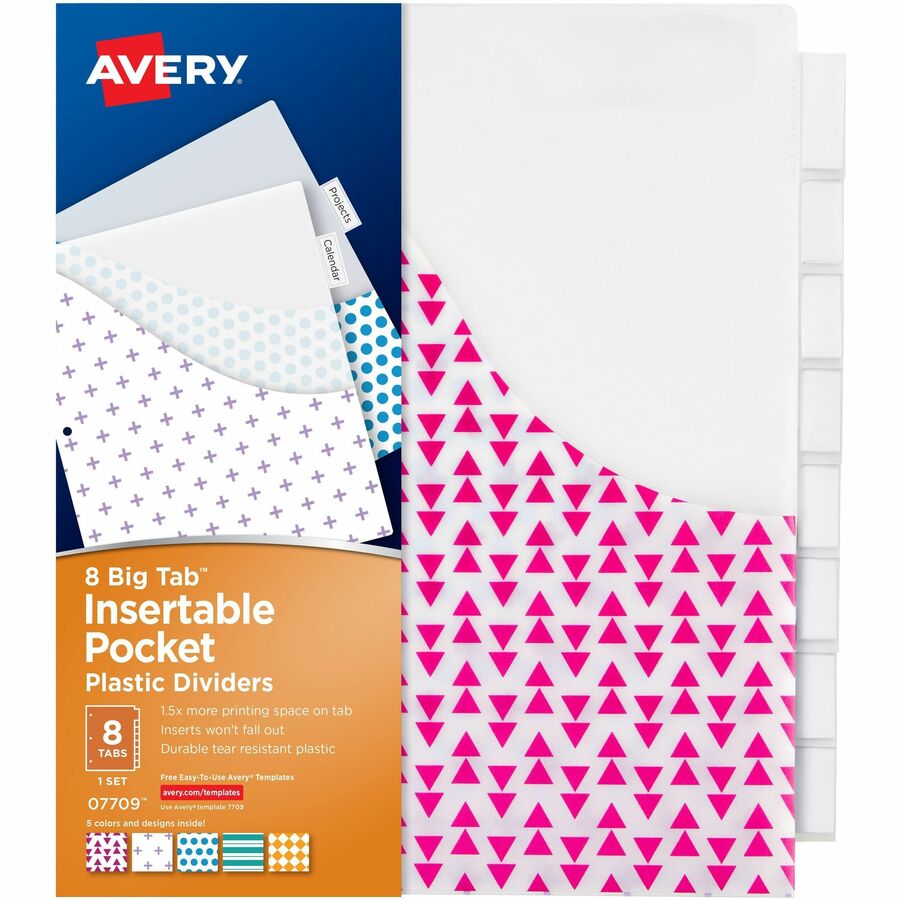 AVERY®
Projects
Calendar
8 Big Tab™
Insertable
Pocket
Plastic Dividers
8
TABS
1 SET
07709™
1.5x more printing space on tab
Inserts won't fall out
Durable tear resistant plastic
Free Easy-To-Use Avery® Templates
avery.com/templates
Use Avery® template 7709
5 colors and designs inside!